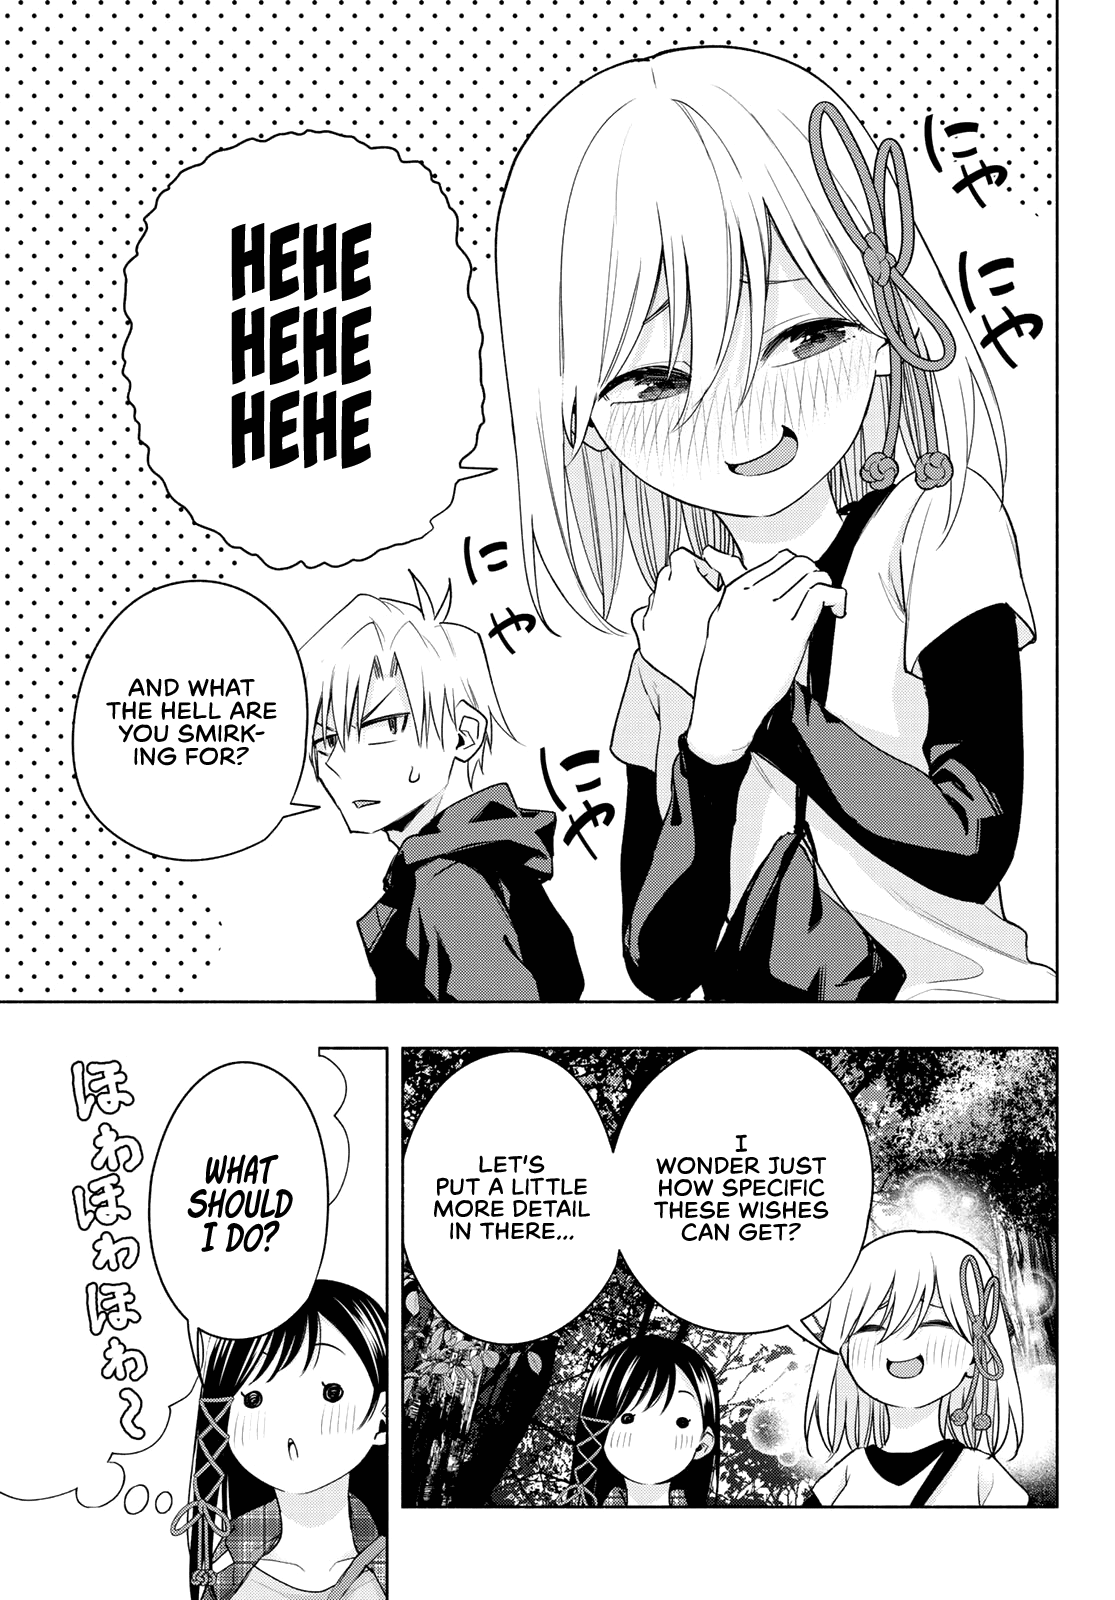 にや
にや
HEHE
HEHE
HEHE
にや
にや
AND WHAT
THE HELL ARE
YOU SMIRK-
ING FOR?
I
WONDER JUST
HOW SPECIFIC
THESE WISHES
CAN GET?
LET'S
PUT A LITTLE
MORE DETAIL
IN THERE...
WHAT
SHOULD
I DO?
ほわほわほわ〜